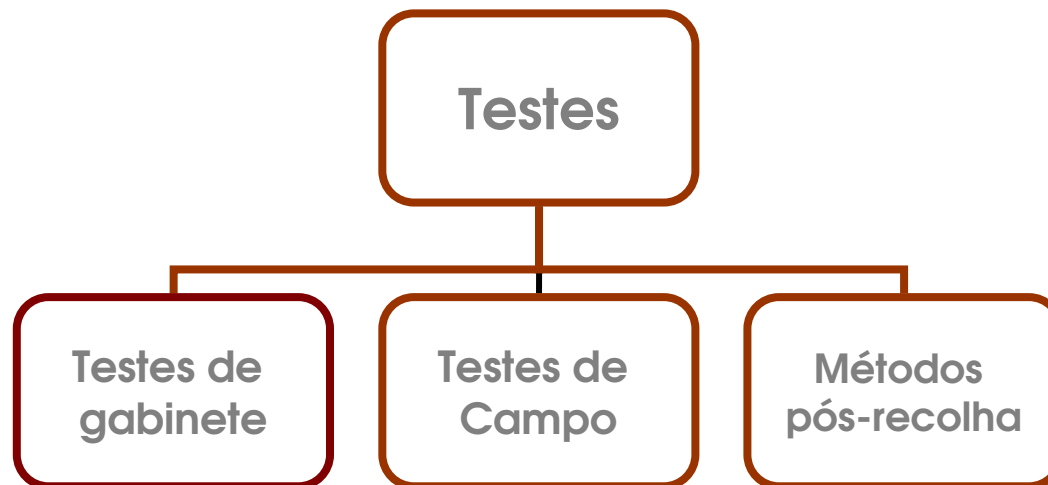 Testes
Testes de
gabinete
Testes de
Campo
Métodos
pós-recolha